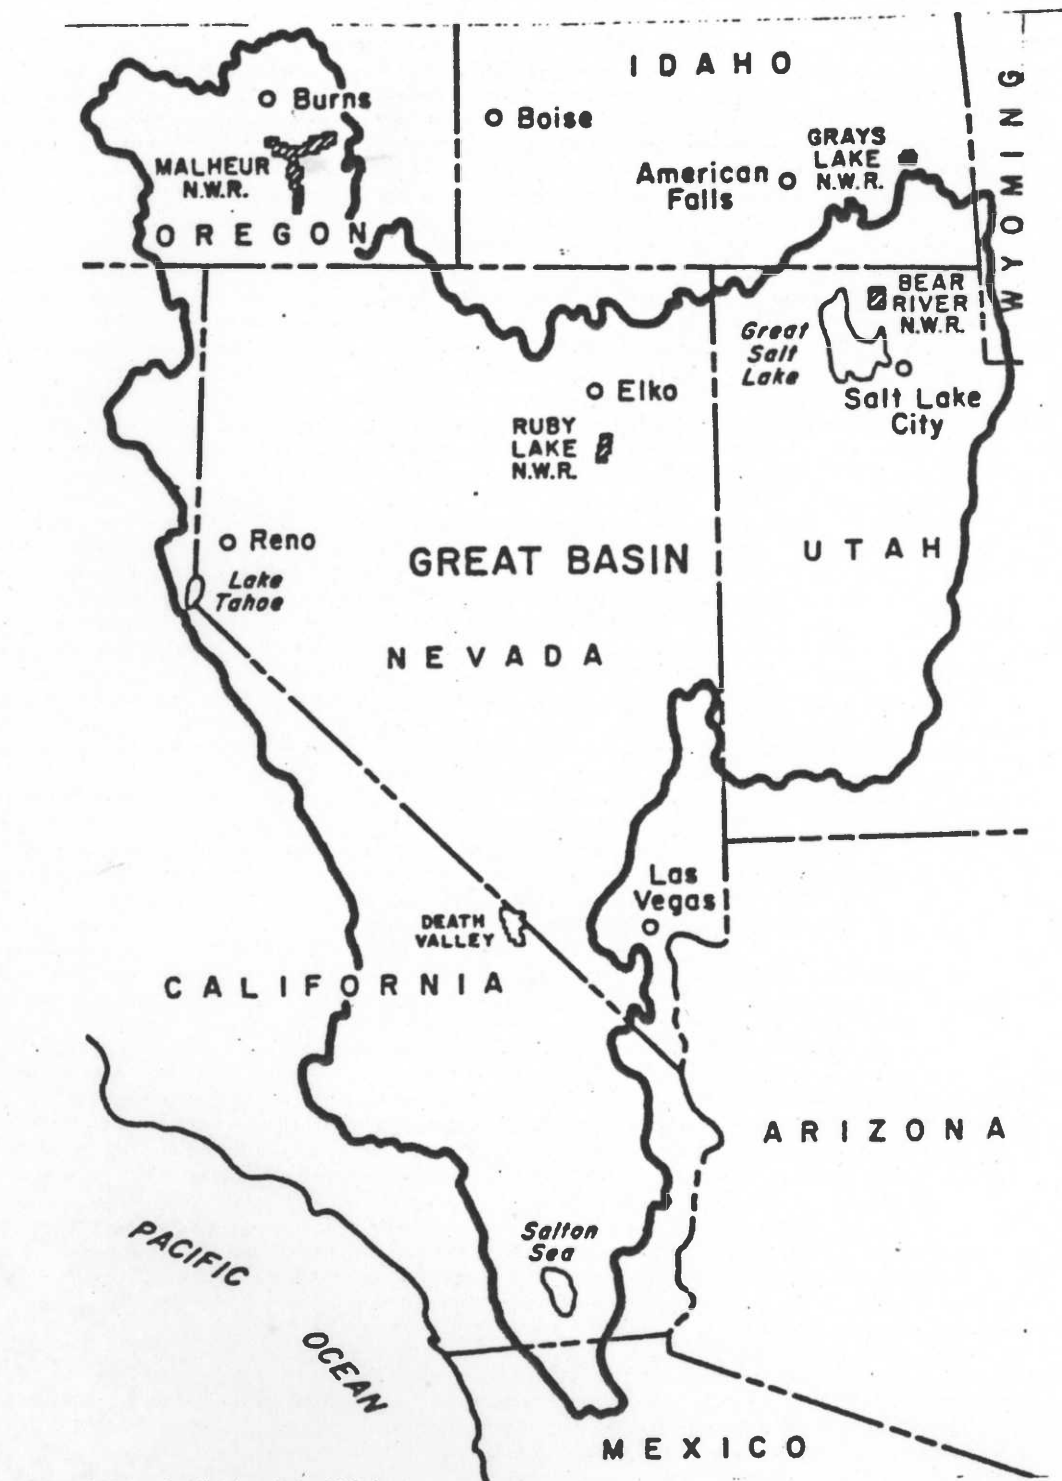 IDAHO
WYOMING
Burns
Boise
MALHEUR
N.W.R.
GRAYS
LAKE
N.W.R.
American
Falls
OREGON
BEAR
RIVER
N.W.R.
Great
Salt
Lake
Salt Lake
City
Elko
RUBY
LAKE
N.W.R.
Reno
Lake
Tahoe
GREAT BASIN
UTAH
NEVADA
Las
Vegas
DEATH
VALLEY
CALIFORNIA
ARIZONA
Salton
Sea
PACIFIC
OCEAN
MEXICO